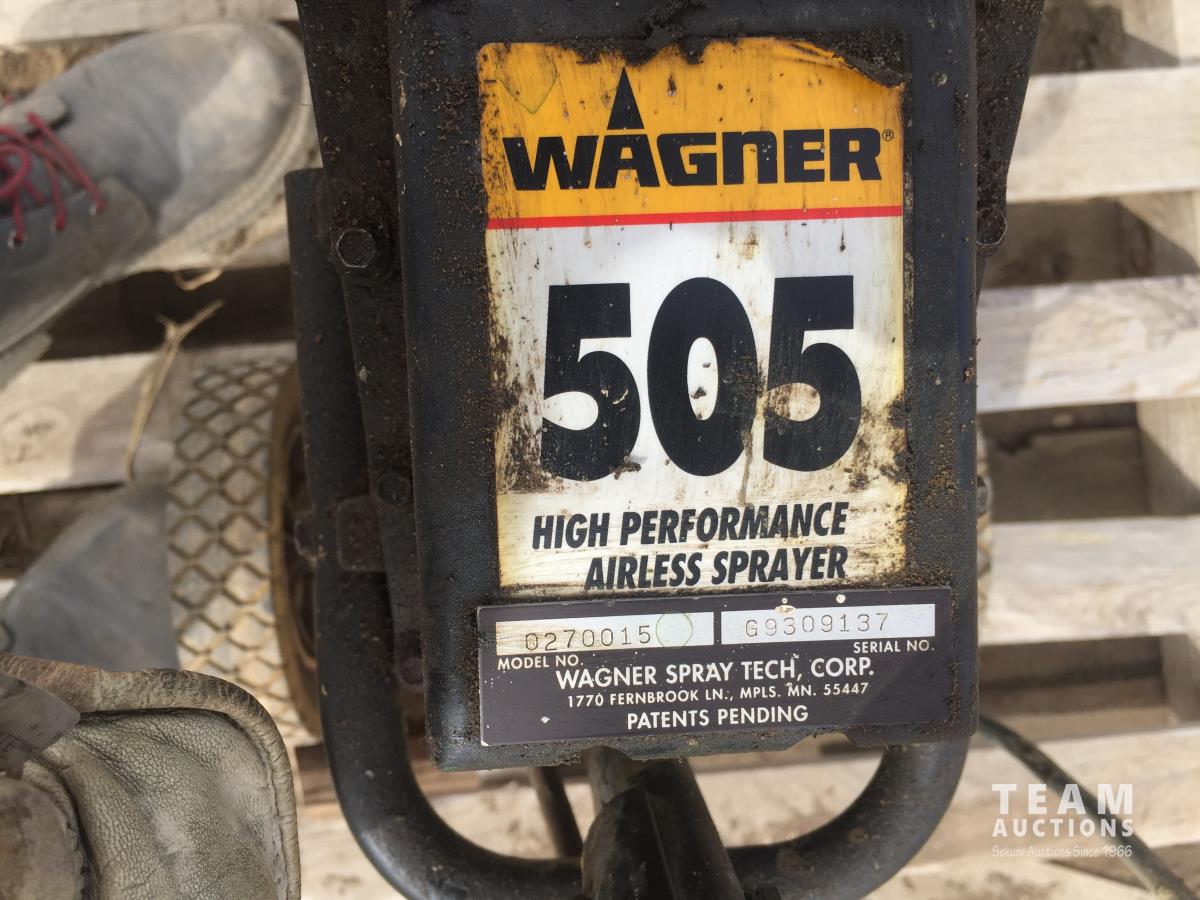 WAGNER®
505
HIGH PERFORMANCE
AIRLESS SPRAYER
0270015 G9309137
MODEL NO. SERIAL NO.
WAGNER SPRAY TECH, CORP.
1770 FERNBROOK LN., MPLS. MN. 55447
PATENTS PENDING
TEAM
AUCTIONS
Sekura Auctions Since 1966